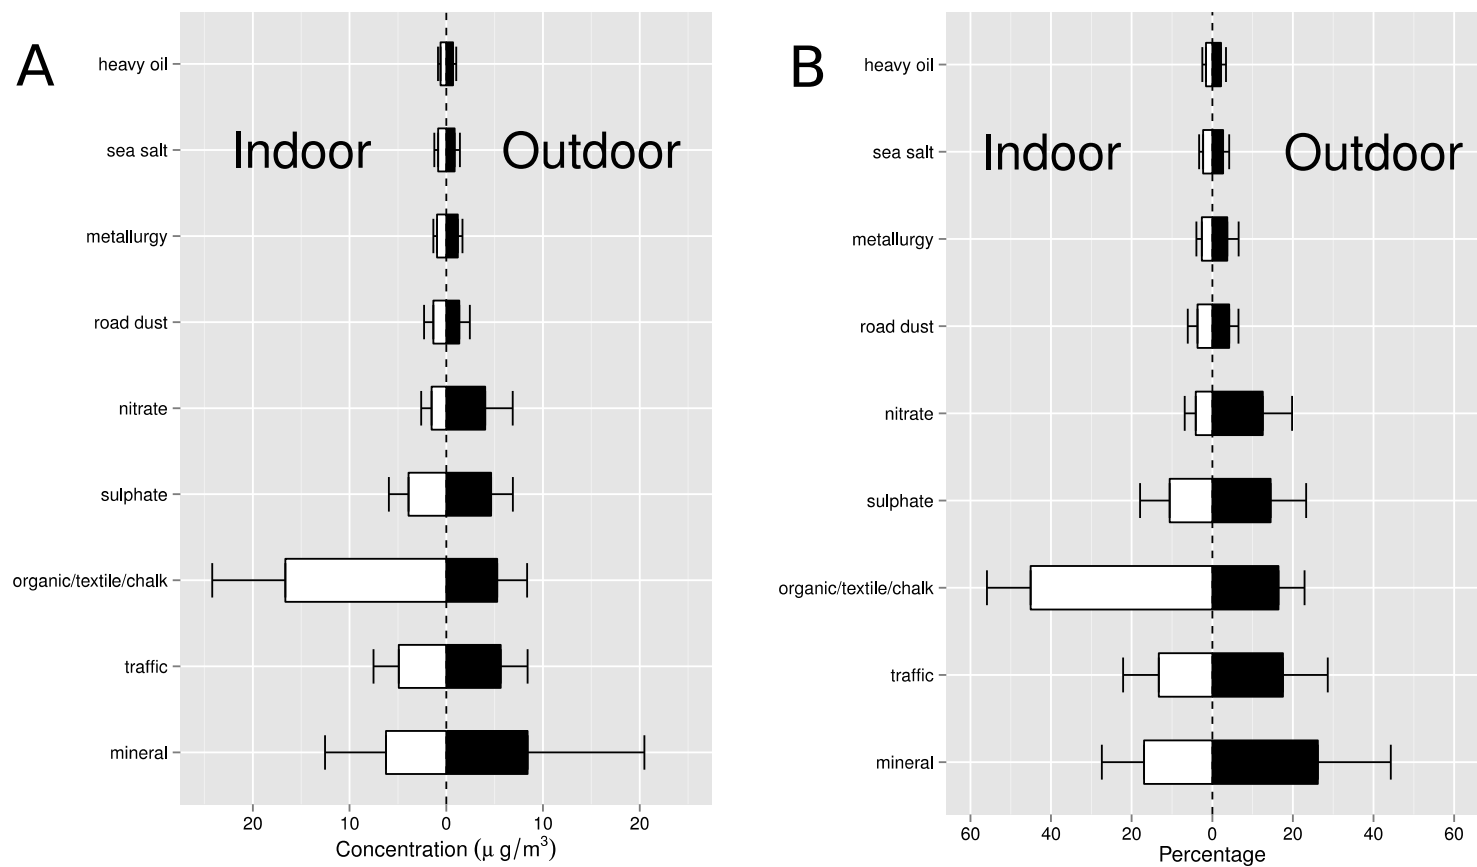 A
heavy oil
sea salt
metallurgy
road dust
nitrate
sulphate
organic/textile/chalk
traffic
mineral
Indoor
Outdoor
20 10 0 10 20
Concentration (μ g/m³)
B
heavy oil
sea salt
metallurgy
road dust
nitrate
sulphate
organic/textile/chalk
traffic
mineral
Indoor
Outdoor
60 40 20 0 20 40 60
Percentage